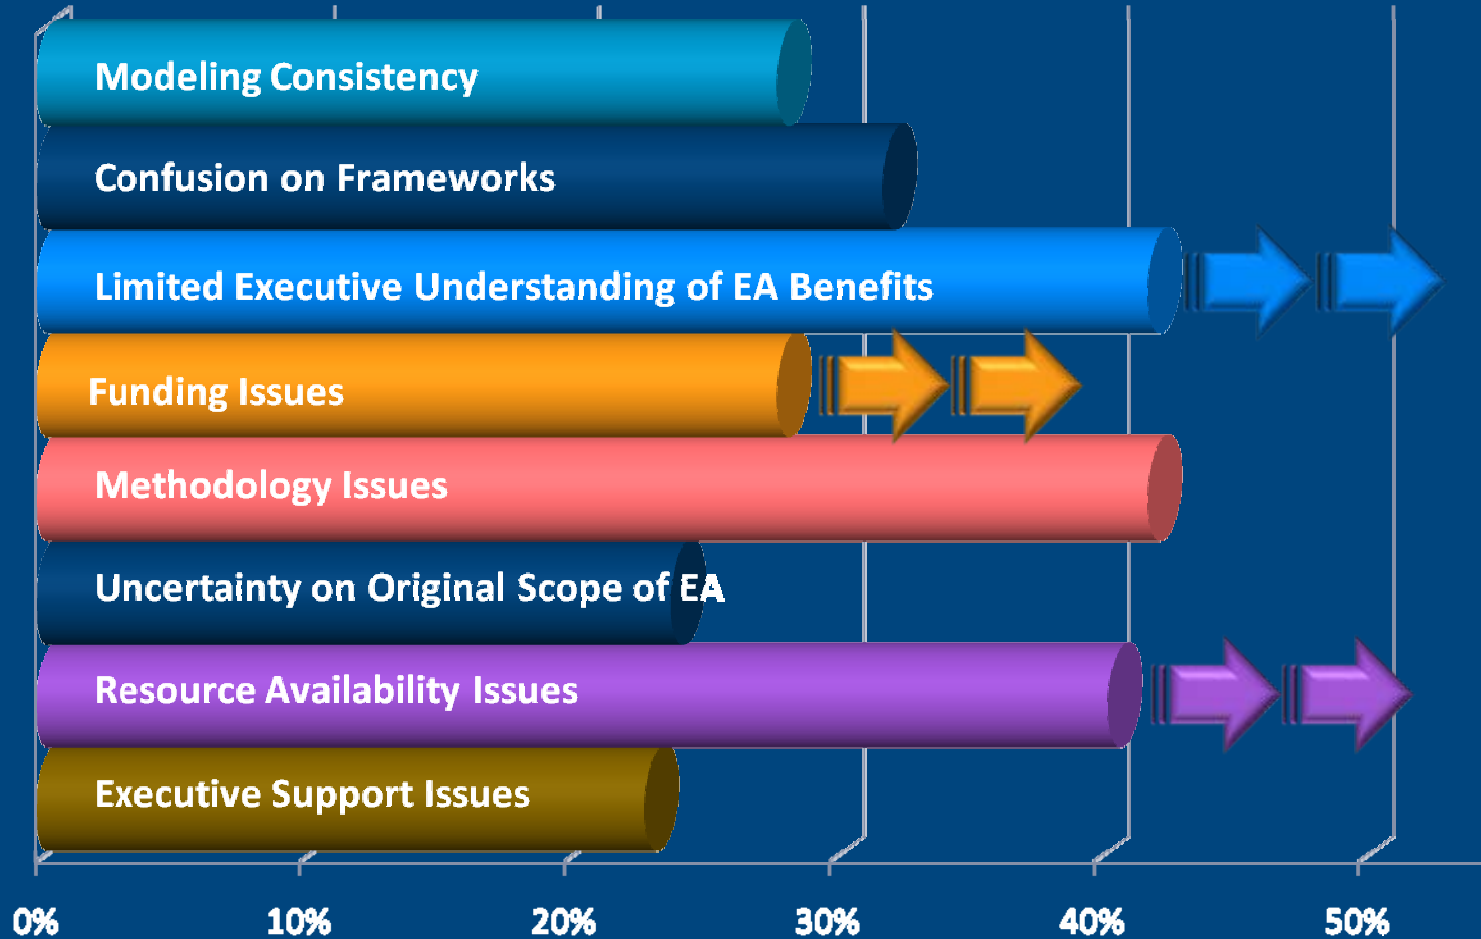 Modeling Consistency
Confusion on Frameworks
Limited Executive Understanding of EA Benefits
Funding Issues
Methodology Issues
Uncertainty on Original Scope of EA
Resource Availability Issues
Executive Support Issues
0% 10% 20% 30% 40% 50%